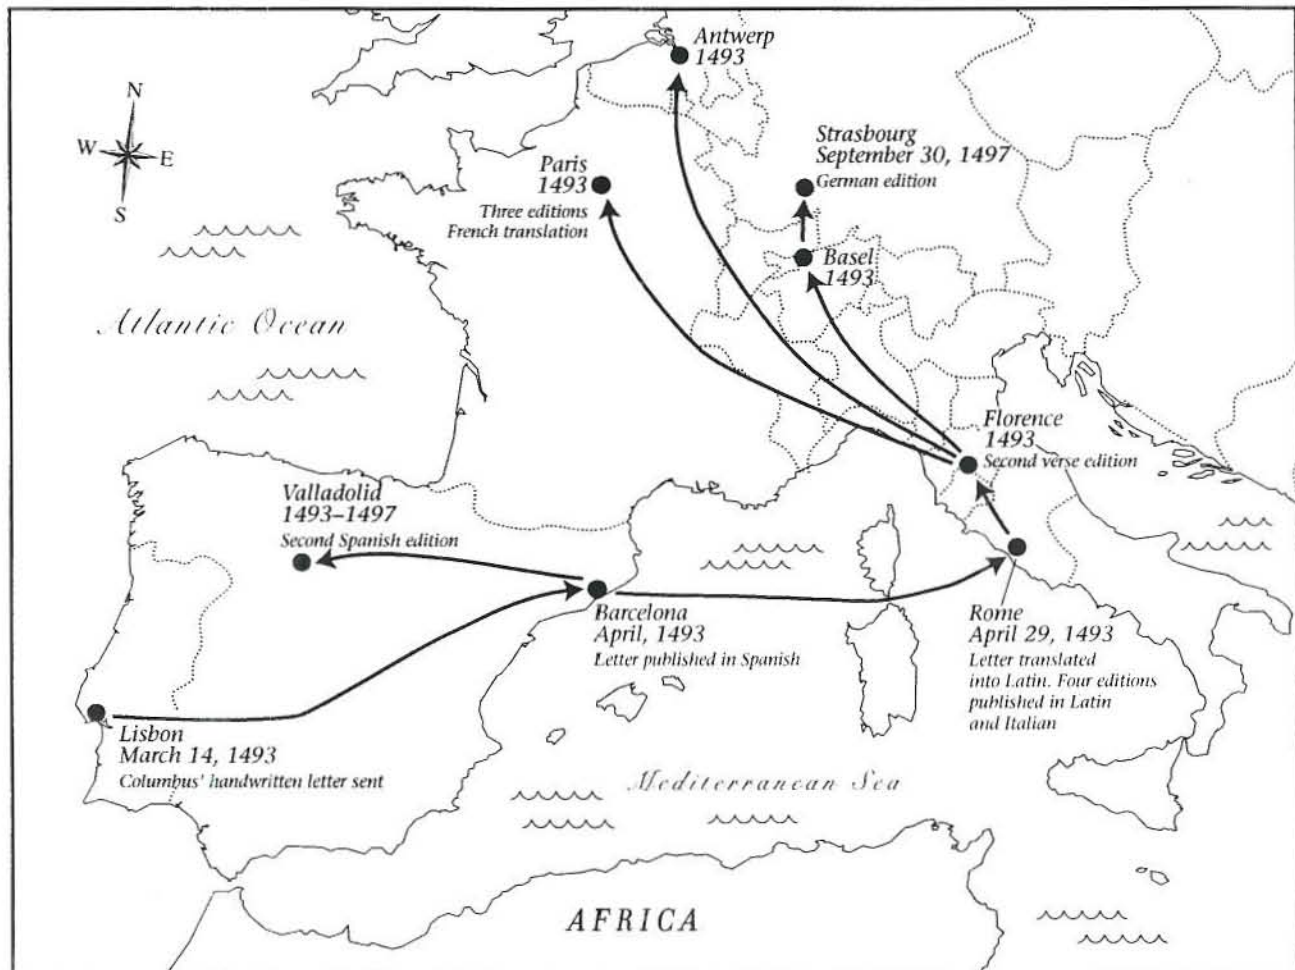 Antwerp
1493
N
W
E
S
Strasbourg
September 30, 1497
German edition
Paris
1493
Three editions
French translation
Basel
1493
Atlantic Ocean
Florence
1493
Second verse edition
Valladolid
1493–1497
Second Spanish edition
Barcelona
April, 1493
Letter published in Spanish
Rome
April 29, 1493
Letter translated
into Latin. Four editions
published in Latin
and Italian
Lisbon
March 14, 1493
Columbus' handwritten letter sent
Mediterranean Sea
AFRICA